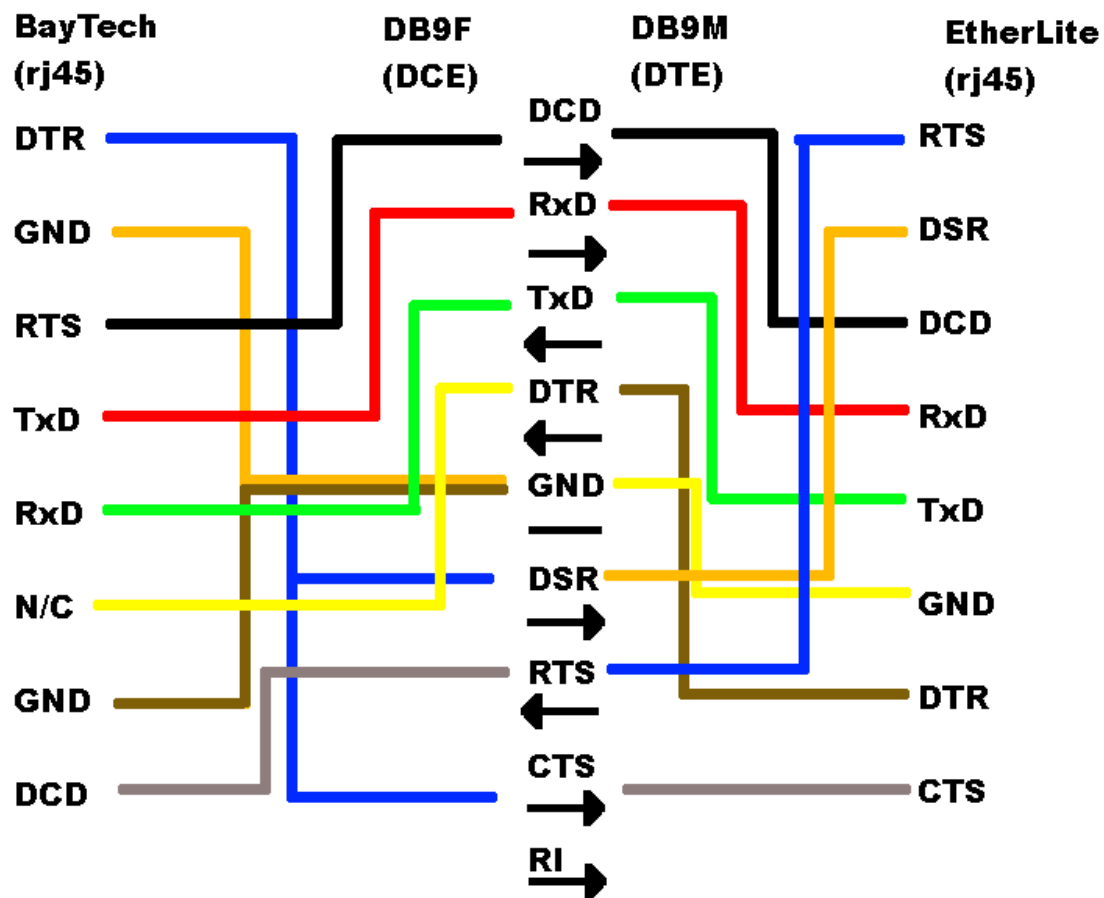 BayTech
(rj45)
DB9F
(DCE)
DB9M
(DTE)
EtherLite
(rj45)
DTR
GND
RTS
TxD
RxD
N/C
GND
DCD
DCD
RxD
TxD
DTR
GND
DSR
RTS
CTS
RI
RTS
DSR
DCD
RxD
TxD
GND
DTR
CTS